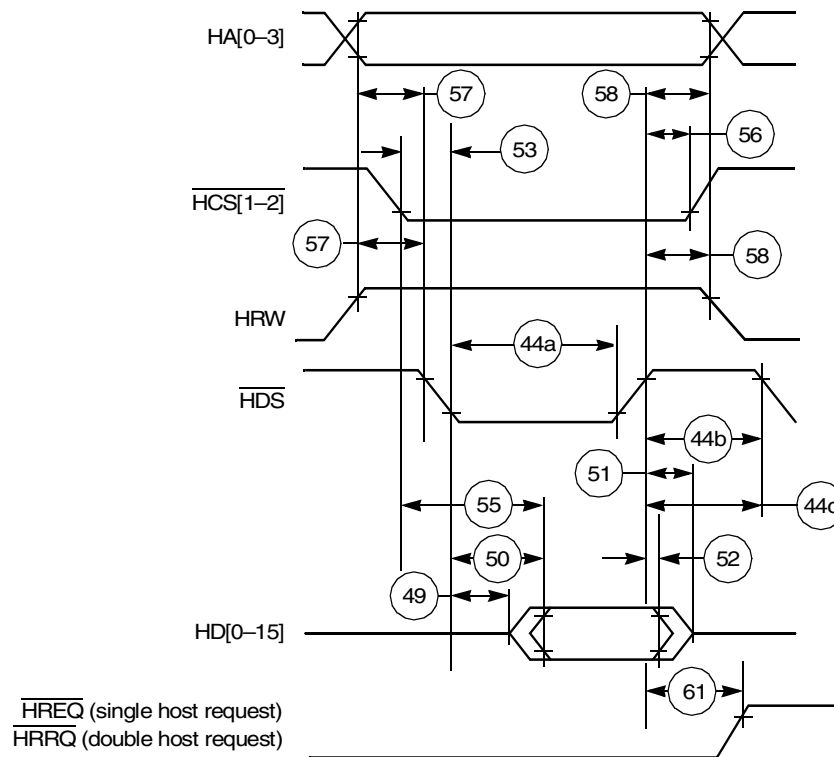 HA[0–3]
57
58
53
56
HCS[1–2]
57
58
HRW
44a
HDS
44b
51
55
44c
50
52
49
HD[0–15]
61
HREQ (single host request)
HRRQ (double host request)